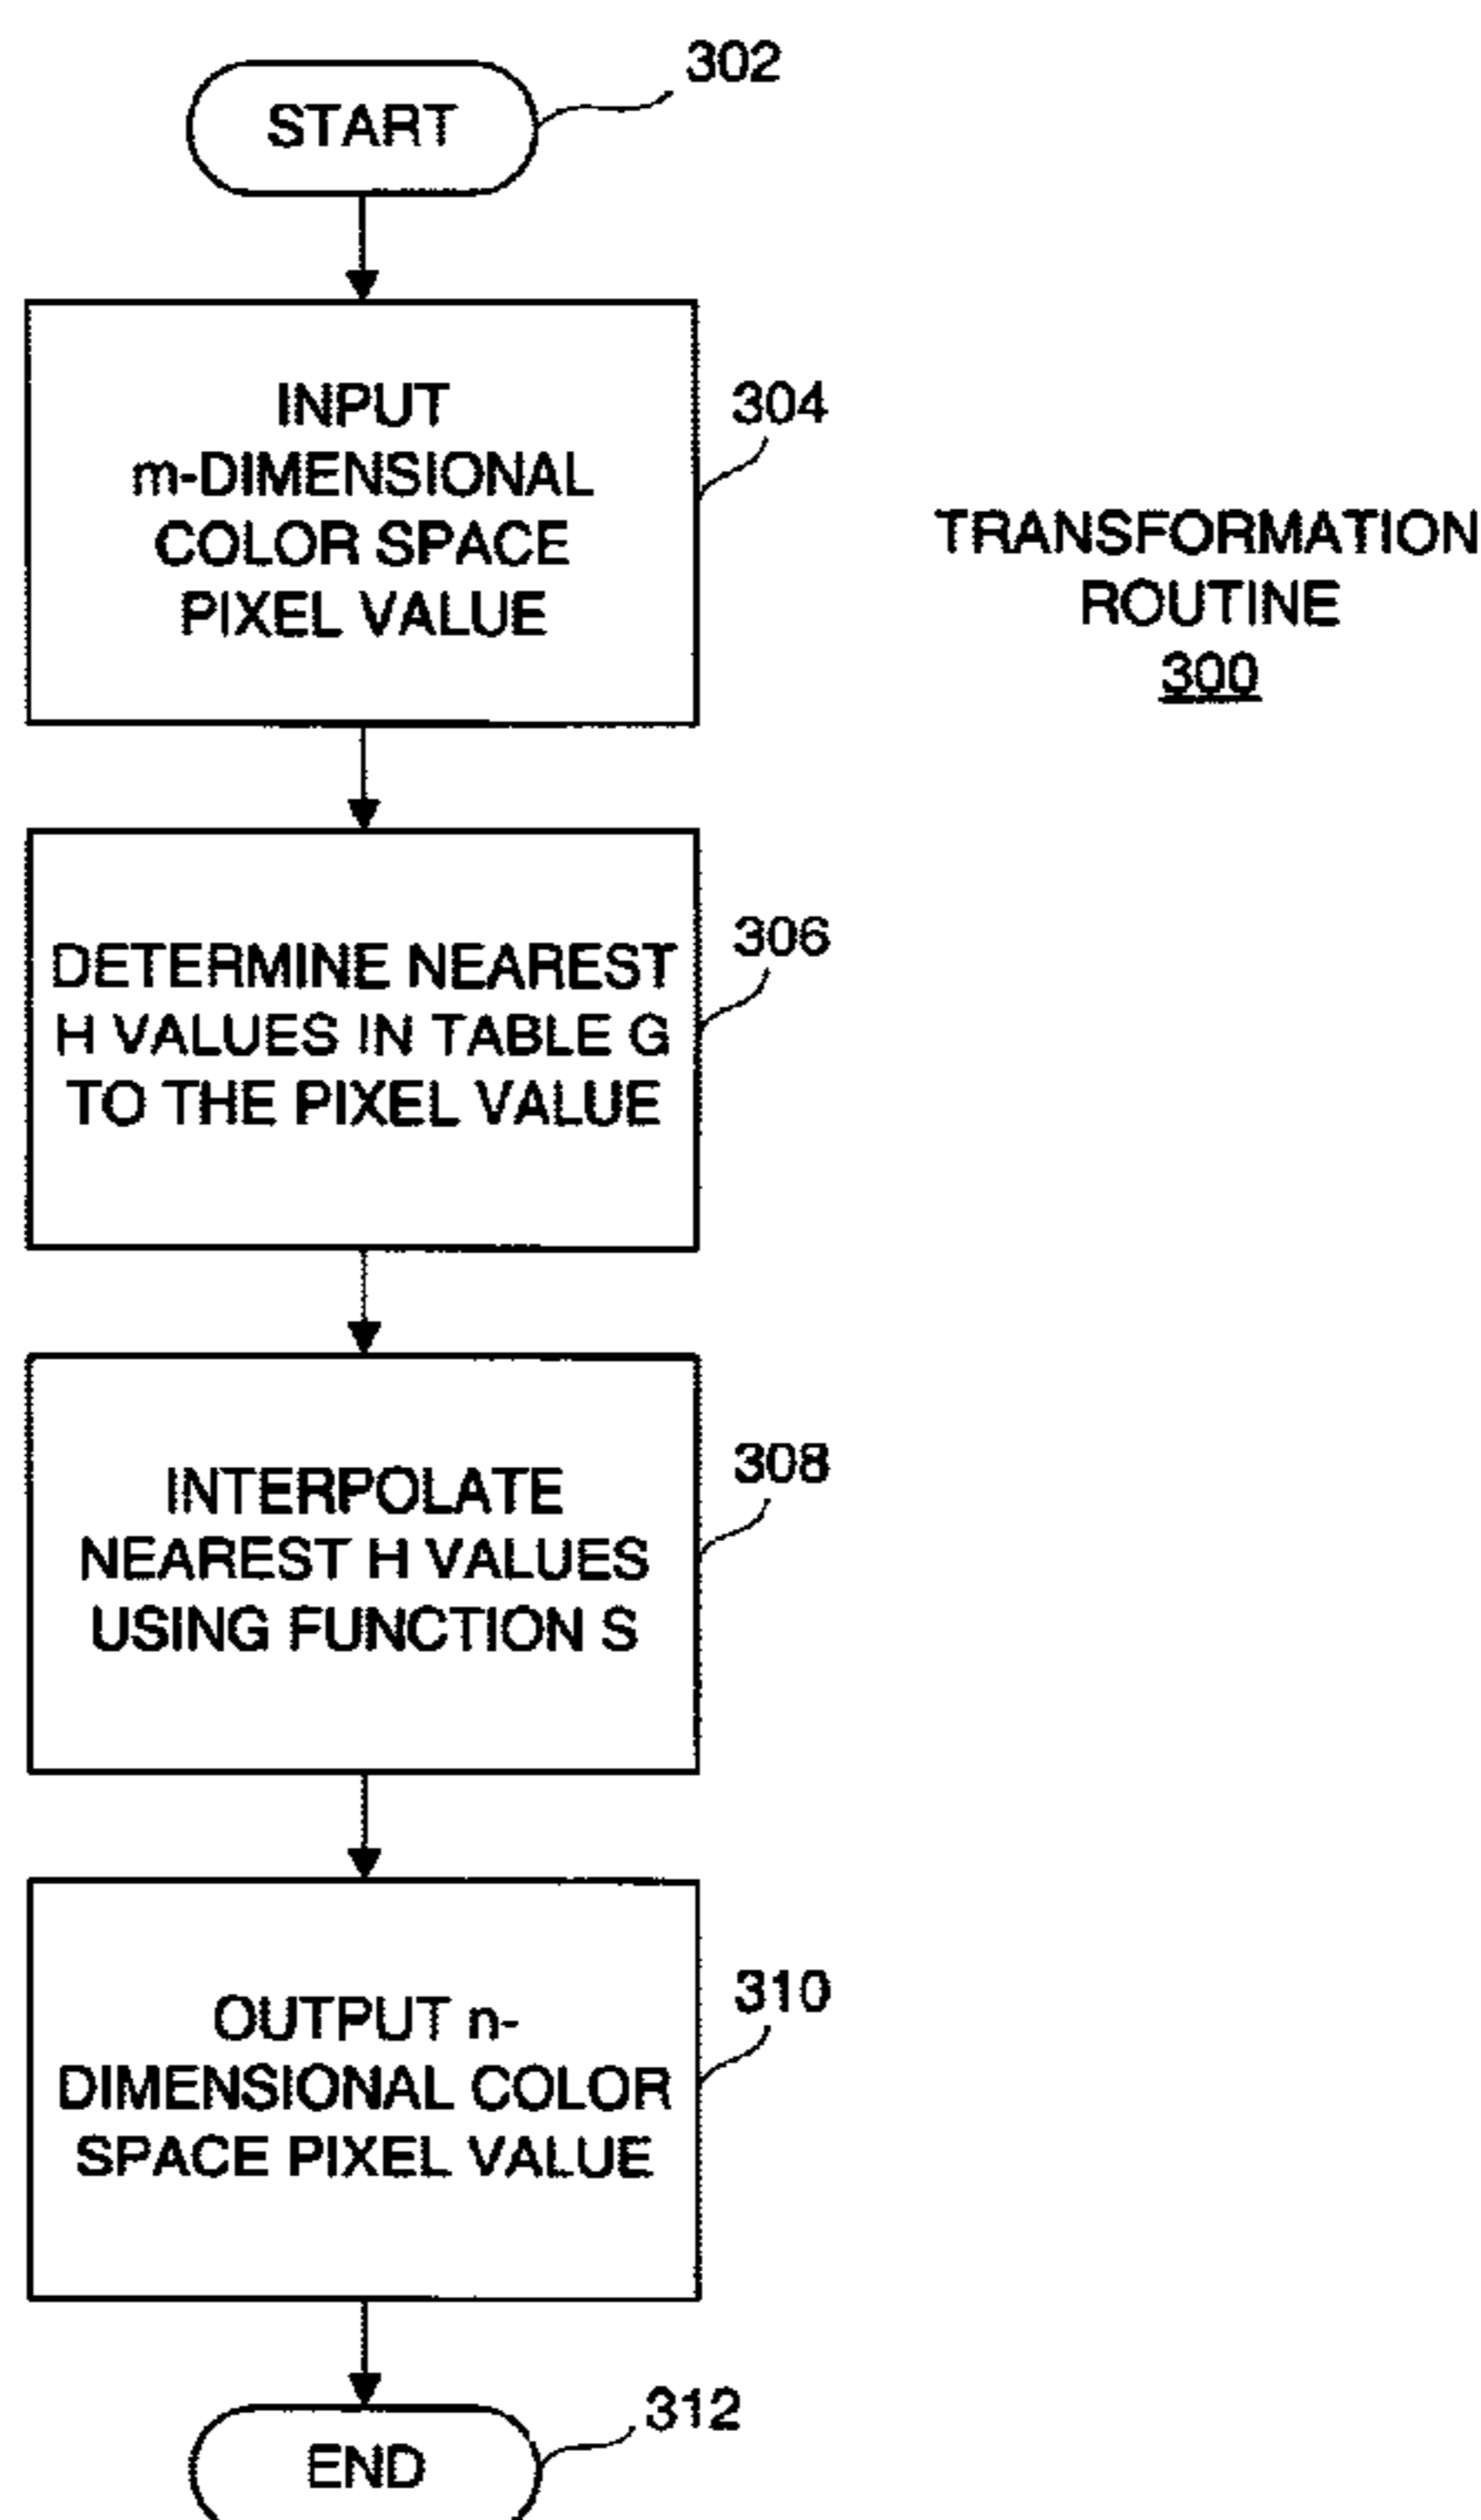 302
START
INPUT
m-DIMENSIONAL
COLOR SPACE
PIXEL VALUE
304
TRANSFORMATION
ROUTINE
300
DETERMINE NEAREST
H VALUES IN TABLE G
TO THE PIXEL VALUE
306
INTERPOLATE
NEAREST H VALUES
USING FUNCTION S
308
OUTPUT n-
DIMENSIONAL COLOR
SPACE PIXEL VALUE
310
312
END